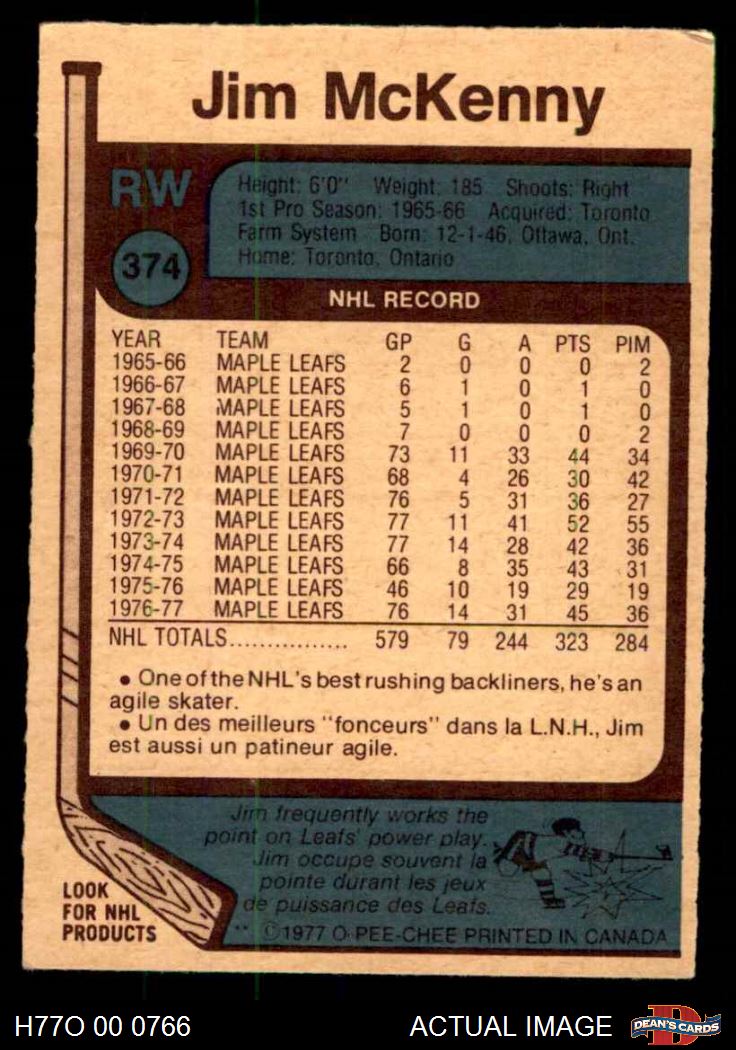 Jim McKenny
RW
Height: 6'0" Weight: 185 Shoots: Right
1st Pro Season: 1965-66 Acquired: Toronto
Farm System Born: 12-1-46, Ottawa, Ont.
Home: Toronto, Ontario
374
NHL RECORD
YEAR TEAM GP G A PTS PIM
1965-66 MAPLE LEAFS 2 0 0 0 2
1966-67 MAPLE LEAFS 6 1 0 1 0
1967-68 MAPLE LEAFS 5 1 0 1 0
1968-69 MAPLE LEAFS 7 0 0 0 2
1969-70 MAPLE LEAFS 73 11 33 44 34
1970-71 MAPLE LEAFS 68 4 26 30 42
1971-72 MAPLE LEAFS 76 5 31 36 27
1972-73 MAPLE LEAFS 77 11 41 52 55
1973-74 MAPLE LEAFS 77 14 28 42 36
1974-75 MAPLE LEAFS 66 8 35 43 31
1975-76 MAPLE LEAFS 46 10 19 29 19
1976-77 MAPLE LEAFS 76 14 31 45 36
NHL TOTALS................ 579 79 244 323 284
• One of the NHL's best rushing backliners, he's an
agile skater.
• Un des meilleurs "fonceurs" dans la L.N.H., Jim
est aussi un patineur agile.
Jim frequently works the
point on Leafs' power play.
Jim occupe souvent la
pointe durant les jeux
de puissance des Leafs.
LOOK
FOR NHL
PRODUCTS
** ©1977 O-PEE-CHEE PRINTED IN CANADA
H77O 00 0766 ACTUAL IMAGE
DEAN'S CARDS